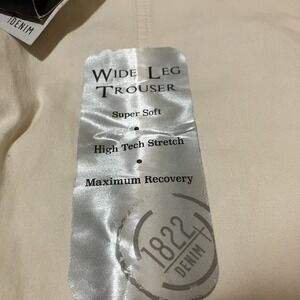 DENIM
WIDE LEG
TROUSER
Super Soft
•
High Tech Stretch
•
Maximum Recovery
1822
DENIM